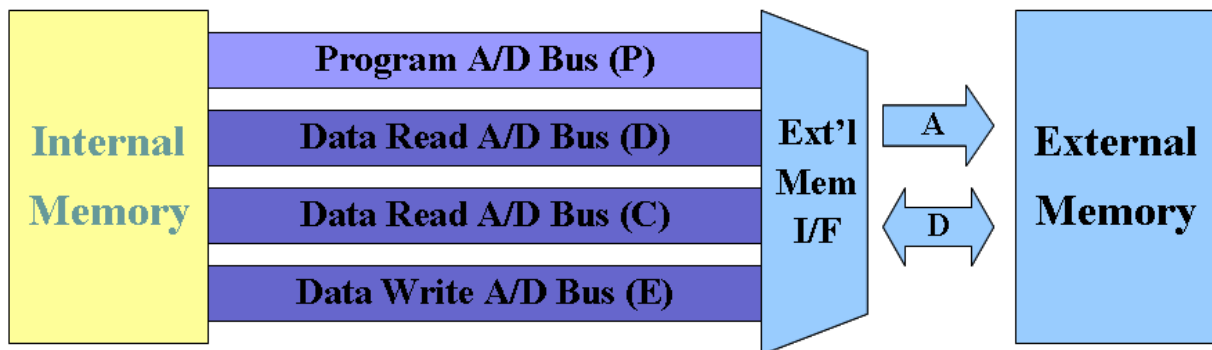 Internal
Memory
Program A/D Bus (P)
Data Read A/D Bus (D)
Data Read A/D Bus (C)
Data Write A/D Bus (E)
Ext’l
Mem
I/F
A
D
External
Memory